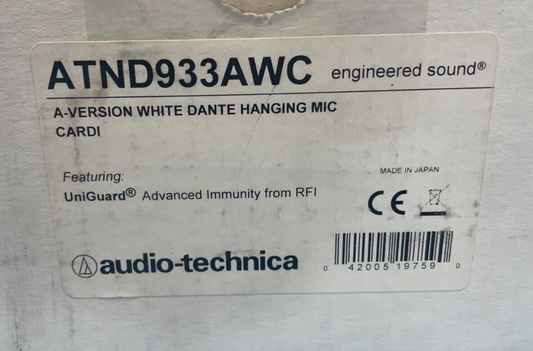 ATND933AWC engineered sound®
A-VERSION WHITE DANTE HANGING MIC
CARDI
Featuring:
UniGuard® Advanced Immunity from RFI
MADE IN JAPAN
CE
audio-technica
0 42005 19759 0